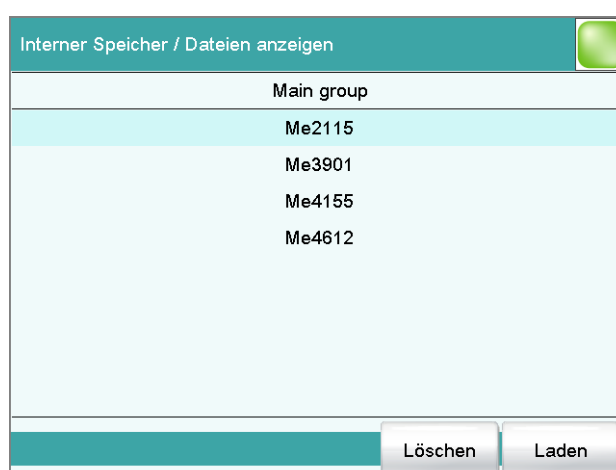 Interner Speicher / Dateien anzeigen
Main group
Me2115
Me3901
Me4155
Me4612
Löschen Laden